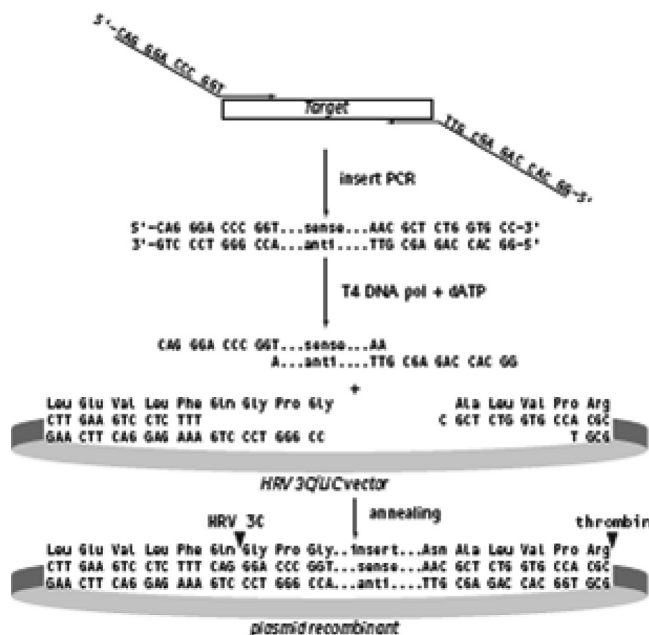 5'-CAG GGA CCC GGT
Target
TTG CGA GAC CAC GG-5'
insert PCR
5'-CAG GGA CCC GGT...sense...AAC GCT CTG GTG CC-3'
3'-GTC CCT GGG CCA...anti....TTG CGA GAC CAC GG-5'
T4 DNA pol + dATP
CAG GGA CCC GGT...sense...AA
A...anti....TTG CGA GAC CAC GG
+
Leu Glu Val Leu Phe Gln Gly Pro Gly Ala Leu Val Pro Arg
CTT GAA GTC CTC TTT C GCT CTG GTG CCA CGC
GAA CTT CAG GAG AAA GTC CCT GGG CC T GCG
HRV 3C/LIC vector
annealing
HRV 3C thrombin
Leu Glu Val Leu Phe Gln Gly Pro Gly..insert...Asn Ala Leu Val Pro Arg
CTT GAA GTC CTC TTT CAG GGA CCC GGT...sense...AAC GCT CTG GTG CCA CGC
GAA CTT CAG GAG AAA GTC CCT GGG CCA...anti....TTG CGA GAC CAC GGT GCG
plasmid recombinant